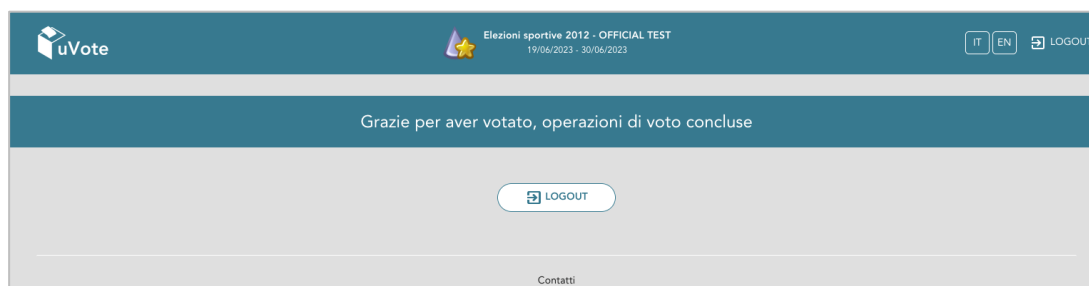 uVote
Elezioni sportive 2012 - OFFICIAL TEST
19/06/2023 - 30/06/2023
IT EN LOGOUT
Grazie per aver votato, operazioni di voto concluse
LOGOUT
Contatti